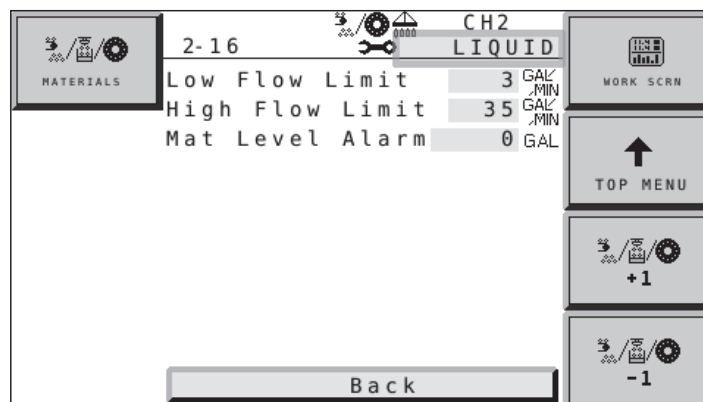 MATERIALS
2-16
CH2
LIQUID
Low Flow Limit 3 GAL/MIN
High Flow Limit 35 GAL/MIN
Mat Level Alarm 0 GAL
Back
WORK SCRN
TOP MENU
+1
-1